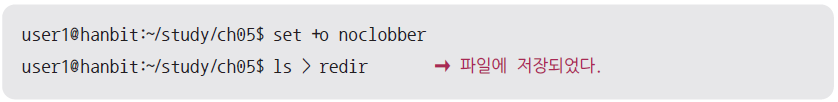 user1@hanbit:~/study/ch05$ set +o noclobber
user1@hanbit:~/study/ch05$ ls > redir → 파일에 저장되었다.